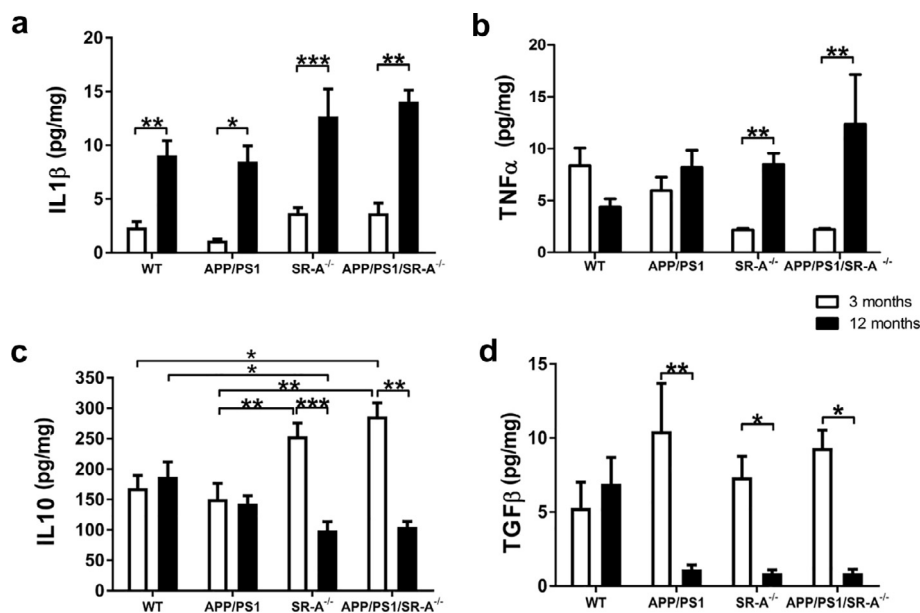 a
IL1β (pg/mg)
20
15
10
5
0
**
*
***
**
WT
APP/PS1
SR-A-/-
APP/PS1/SR-A-/-
b
TNFα (pg/mg)
20
15
10
5
0
**
**
WT
APP/PS1
SR-A-/-
APP/PS1/SR-A -/-
3 months
12 months
c
IL10 (pg/mg)
350
300
250
200
150
100
50
0
*
*
**
**
**
***
WT
APP/PS1
SR-A-/-
APP/PS1/SR-A-/-
d
TGFβ (pg/mg)
15
10
5
0
**
*
*
WT
APP/PS1
SR-A-/-
APP/PS1/SR-A-/-